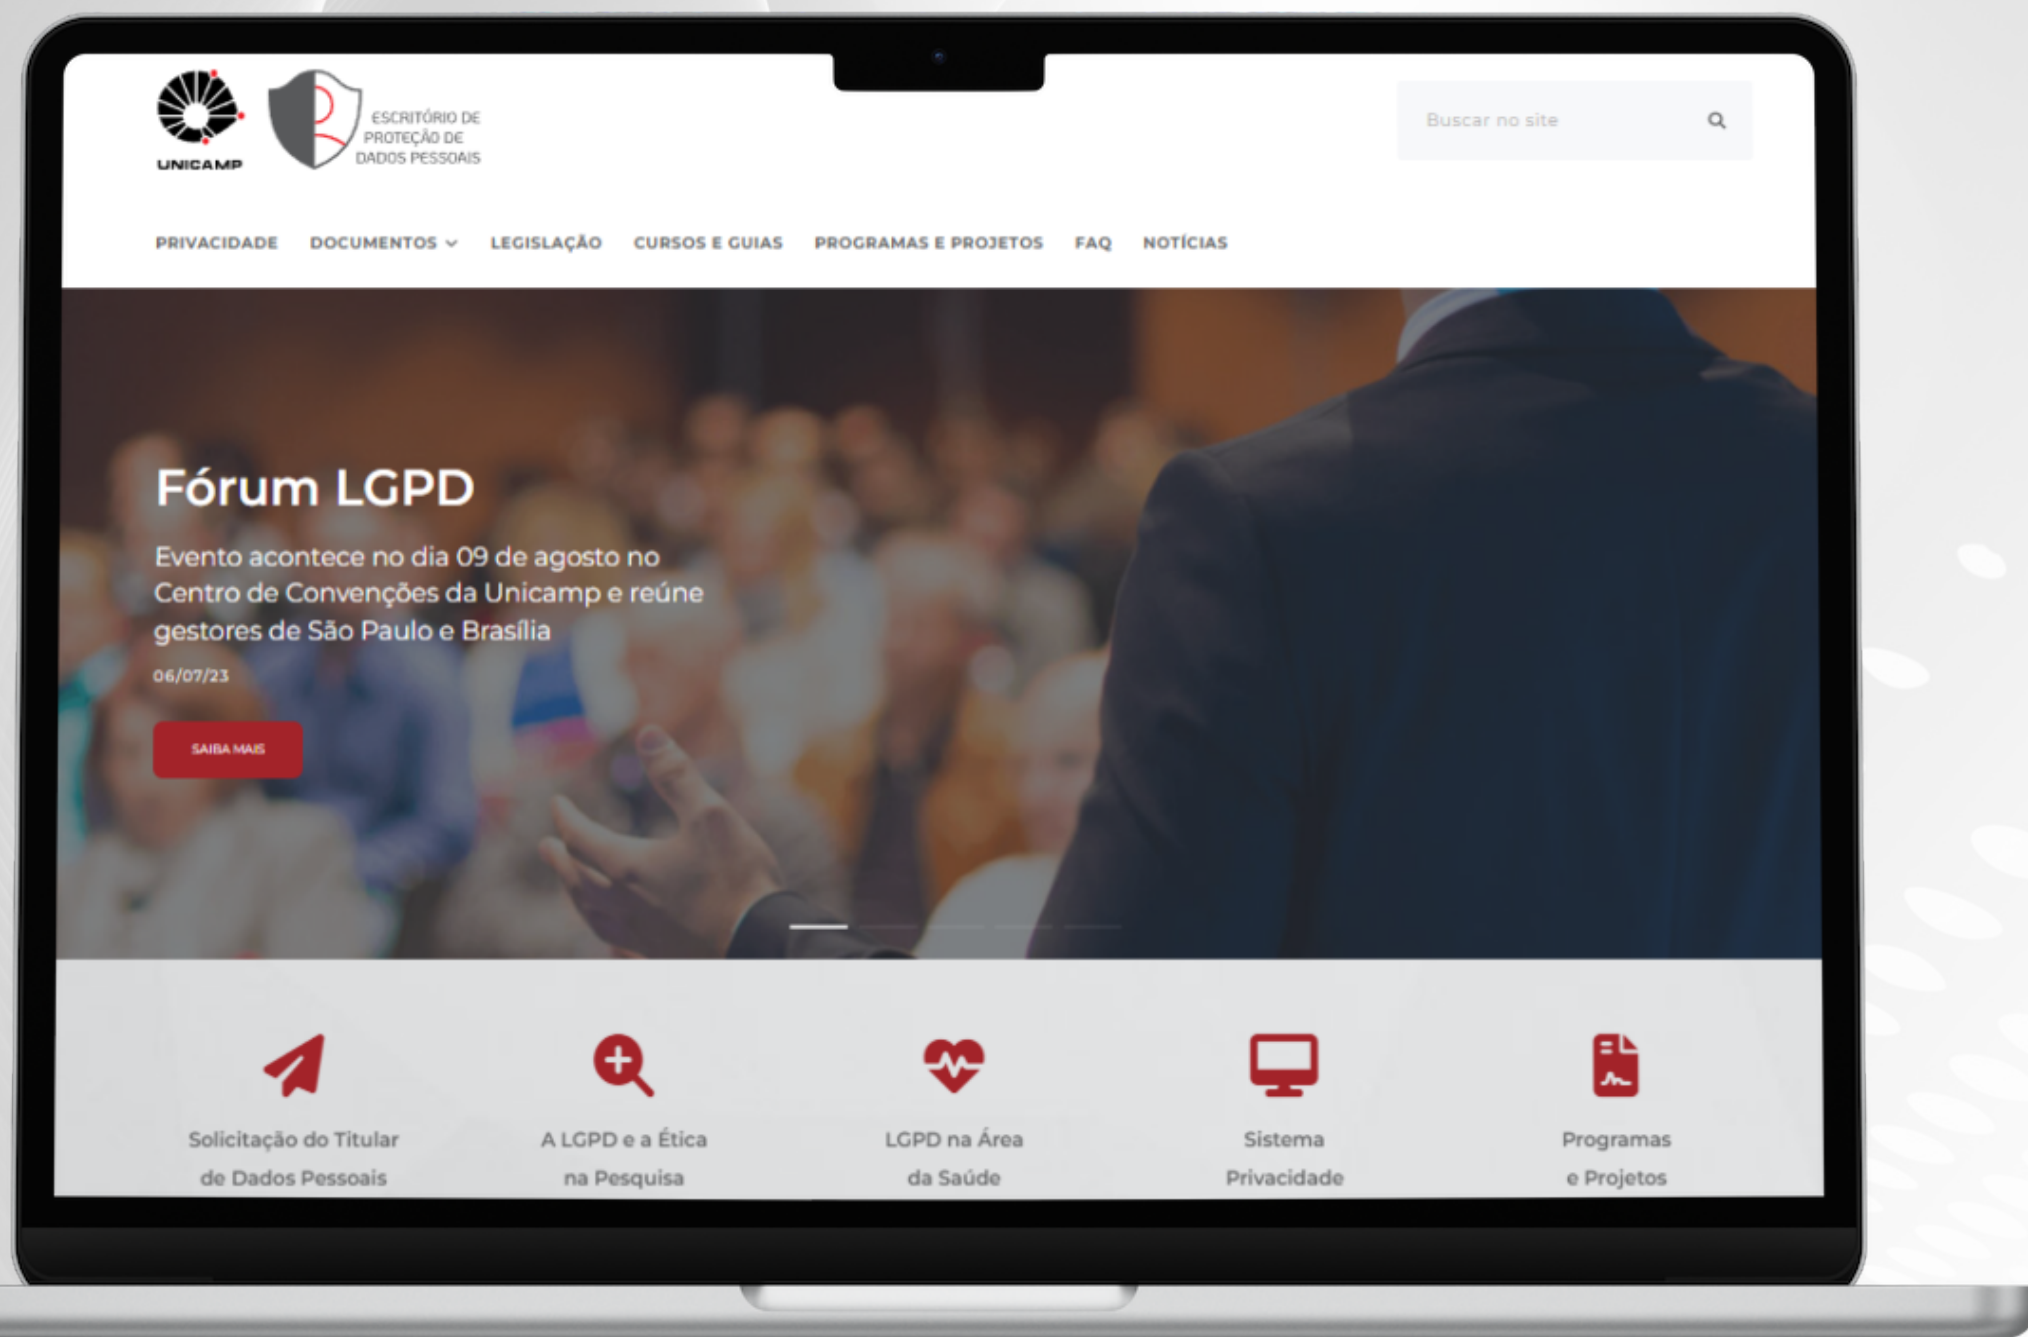 UNICAMP
ESCRITÓRIO DE
PROTEÇÃO DE
DADOS PESSOAIS
Buscar no site
PRIVACIDADE DOCUMENTOS LEGISLAÇÃO CURSOS E GUIAS PROGRAMAS E PROJETOS FAQ NOTÍCIAS
Fórum LGPD
Evento acontece no dia 09 de agosto no
Centro de Convenções da Unicamp e reúne
gestores de São Paulo e Brasília
06/07/23
SAIBA MAIS
Solicitação do Titular
de Dados Pessoais
A LGPD e a Ética
na Pesquisa
LGPD na Área
da Saúde
Sistema
Privacidade
Programas
e Projetos